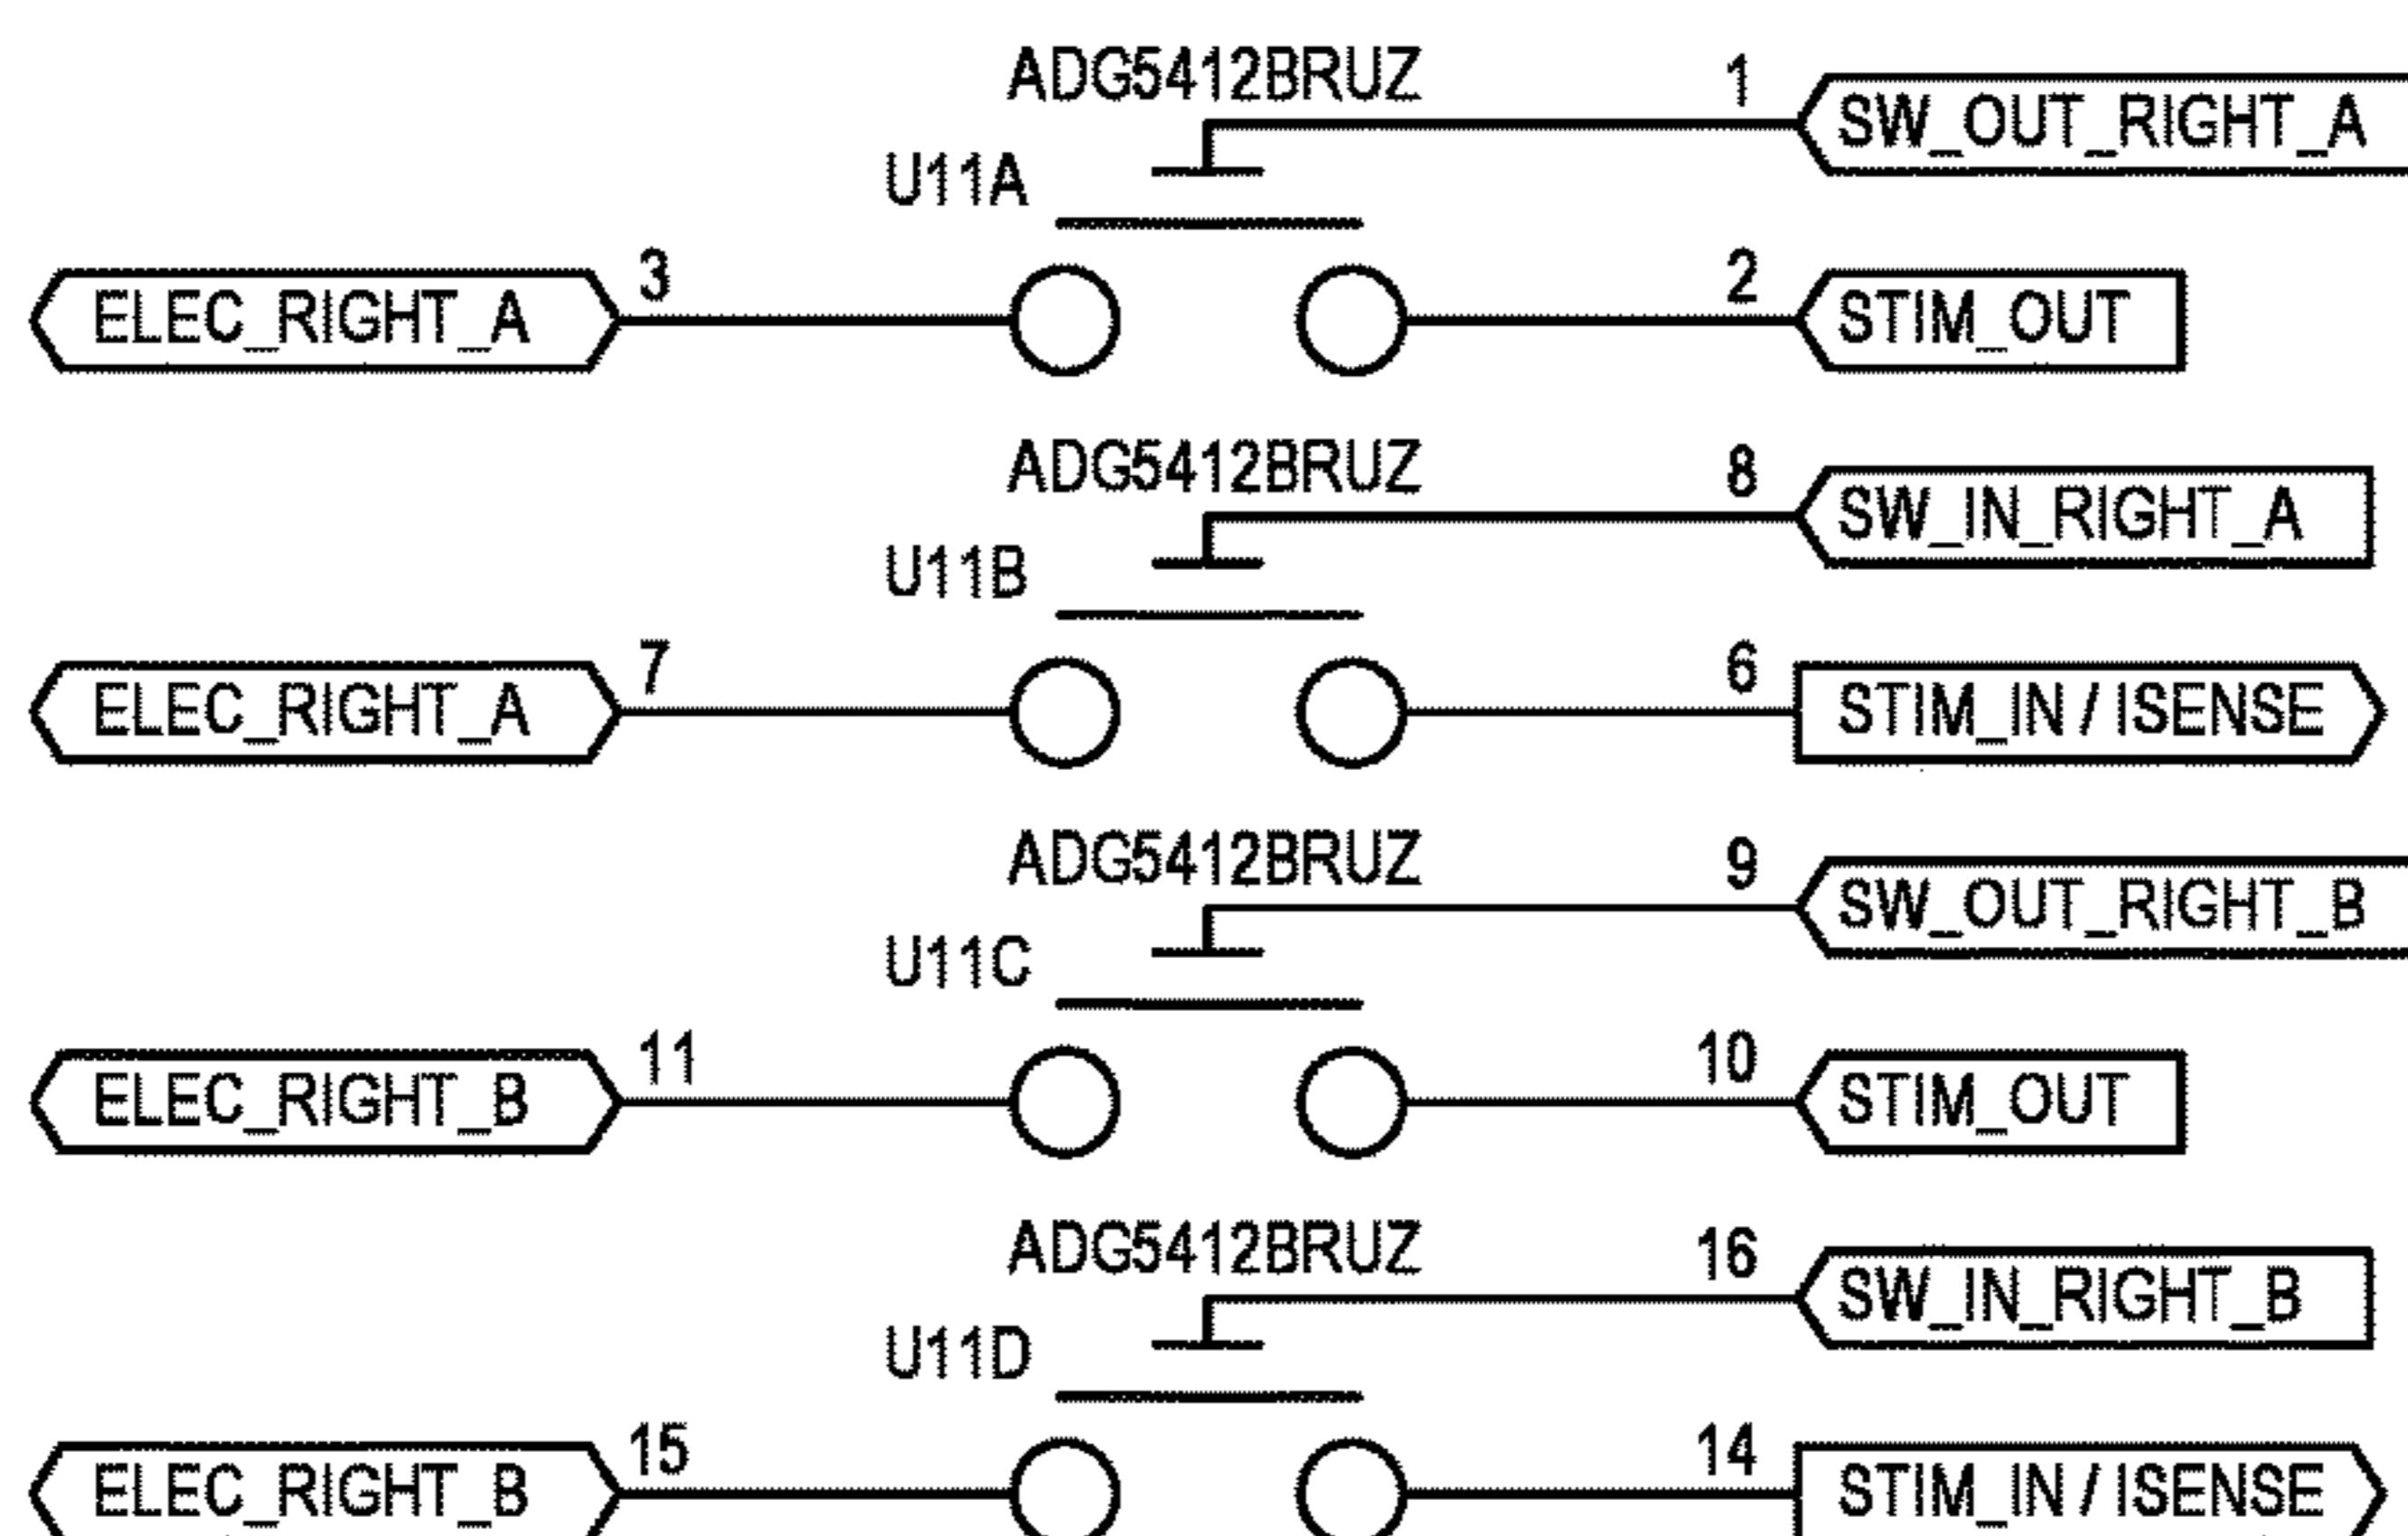 ADG5412BRUZ 1 SW_OUT_RIGHT_A
U11A
ELEC_RIGHT_A 3 2 STIM_OUT
ADG5412BRUZ 8 SW_IN_RIGHT_A
U11B
ELEC_RIGHT_A 7 6 STIM_IN / ISENSE
ADG5412BRUZ 9 SW_OUT_RIGHT_B
U11C
ELEC_RIGHT_B 11 10 STIM_OUT
ADG5412BRUZ 16 SW_IN_RIGHT_B
U11D
ELEC_RIGHT_B 15 14 STIM_IN / ISENSE